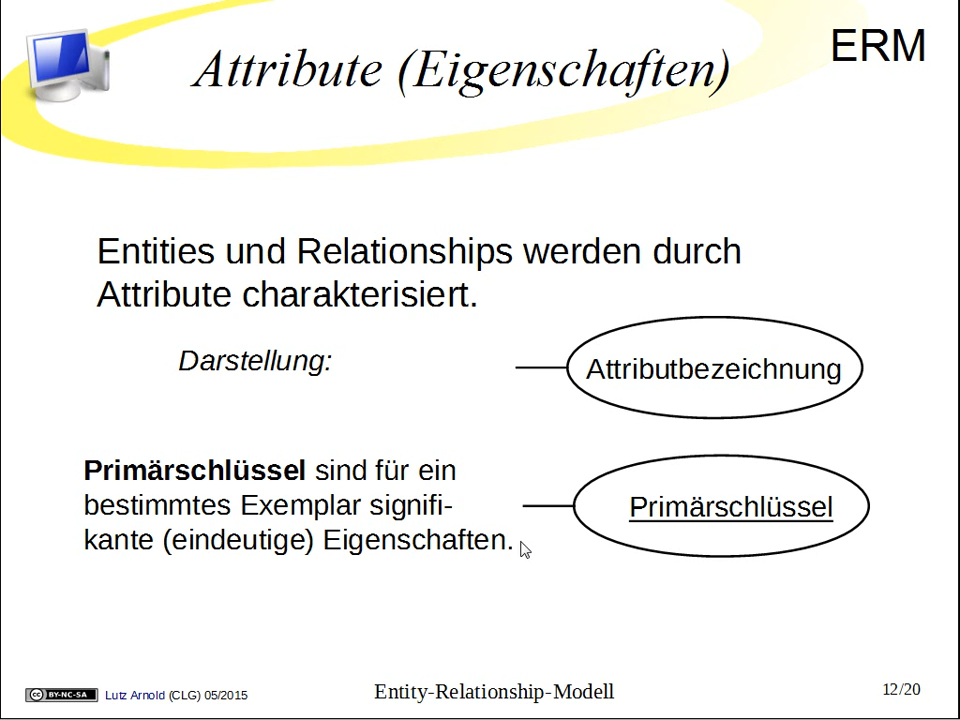 ERM
Attribute (Eigenschaften)
Entities und Relationships werden durch
Attribute charakterisiert.
Darstellung:
Attributbezeichnung
Primärschlüssel sind für ein
bestimmtes Exemplar signifi-
kante (eindeutige) Eigenschaften.
Primärschlüssel
cc BY-NC-SA Lutz Arnold (CLG) 05/2015
Entity-Relationship-Modell
12/20